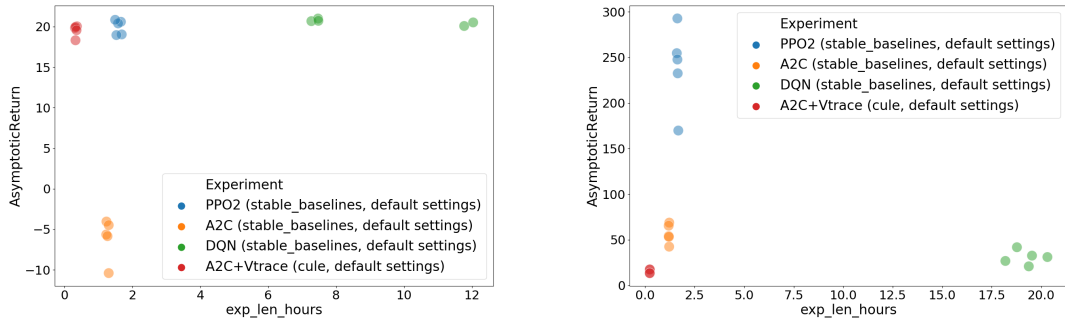 20
15
10
5
0
−5
−10
AsymptoticReturn
Experiment
PPO2 (stable_baselines, default settings)
A2C (stable_baselines, default settings)
DQN (stable_baselines, default settings)
A2C+Vtrace (cule, default settings)
0 2 4 6 8 10 12
exp_len_hours
300
250
200
150
100
50
0
AsymptoticReturn
Experiment
PPO2 (stable_baselines, default settings)
A2C (stable_baselines, default settings)
DQN (stable_baselines, default settings)
A2C+Vtrace (cule, default settings)
0.0 2.5 5.0 7.5 10.0 12.5 15.0 17.5 20.0
exp_len_hours